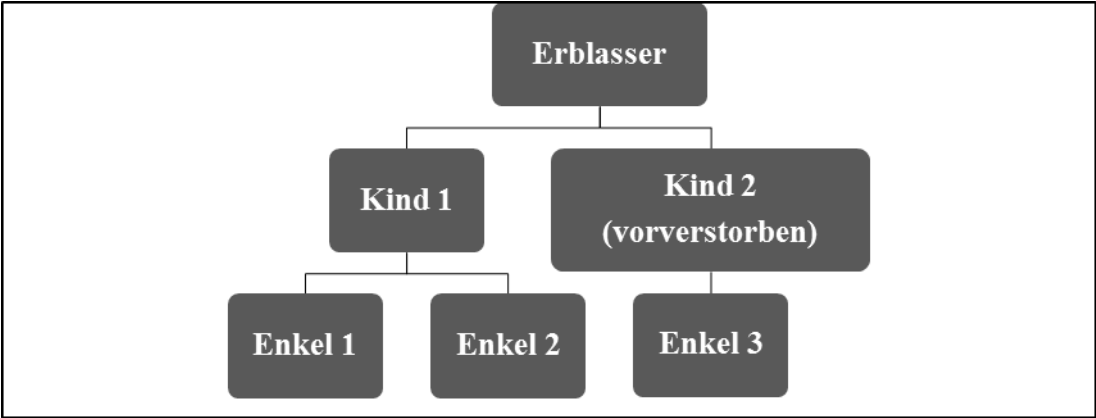 Erblasser
Kind 1
Kind 2
(vorverstorben)
Enkel 1
Enkel 2
Enkel 3